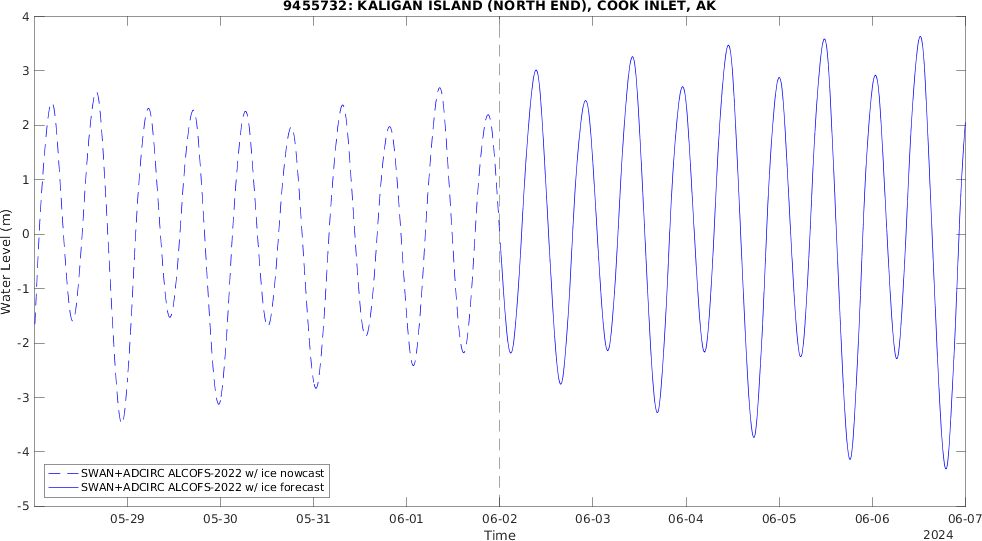 9455732: KALIGAN ISLAND (NORTH END), COOK INLET, AK
4
3
2
1
0
-1
-2
-3
-4
-5
Water Level (m)
SWAN+ADCIRC ALCOFS-2022 w/ ice nowcast
SWAN+ADCIRC ALCOFS-2022 w/ ice forecast
05-29 05-30 05-31 06-01 06-02 06-03 06-04 06-05 06-06 06-07
Time
2024